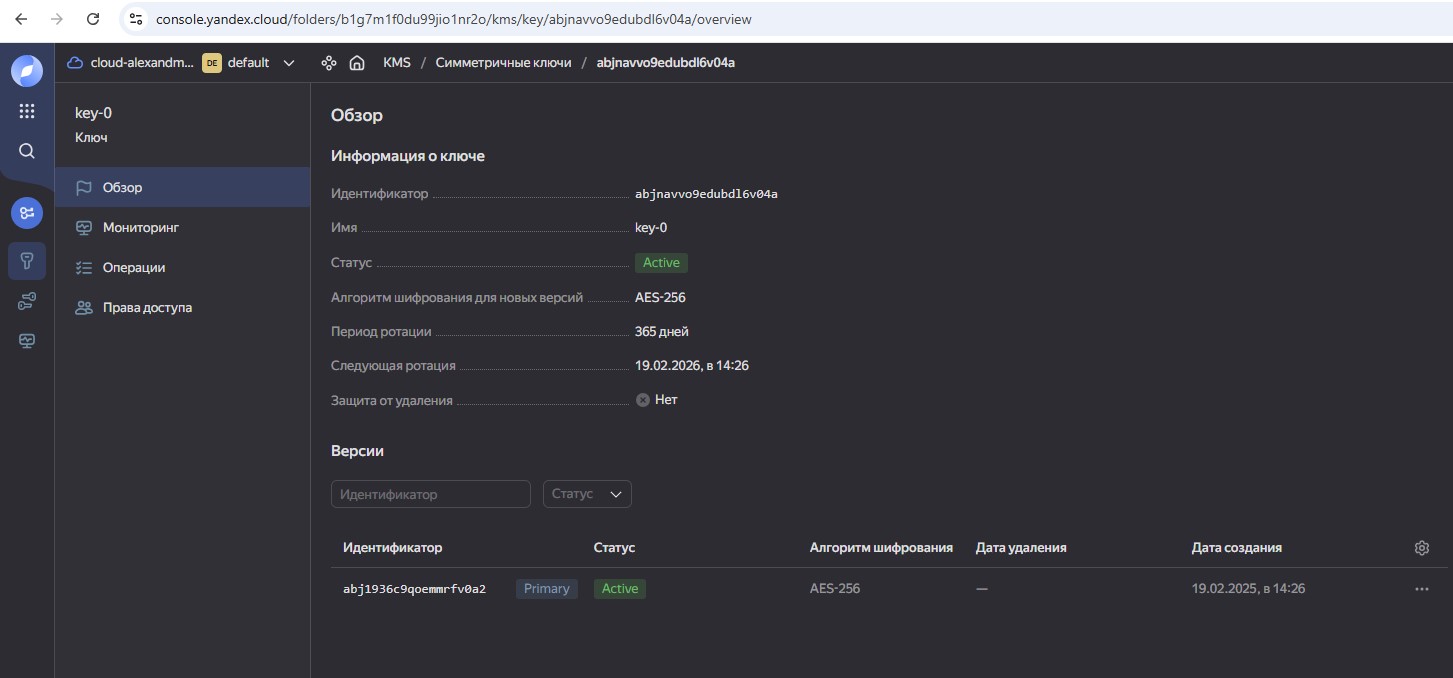 console.yandex.cloud/folders/b1g7m1f0du99jio1nr2o/kms/key/abjnavvo9edubdl6v04a/overview
cloud-alexandm... DE default KMS / Симметричные ключи / abjnavvo9edubdl6v04a
key-0
Ключ
Обзор
Мониторинг
Операции
Права доступа
Обзор
Информация о ключе
Идентификатор abjnavvo9edubdl6v04a
Имя key-0
Статус Active
Алгоритм шифрования для новых версий AES-256
Период ротации 365 дней
Следующая ротация 19.02.2026, в 14:26
Защита от удаления Нет
Версии
Идентификатор Статус
Идентификатор Статус Алгоритм шифрования Дата удаления Дата создания
abj1936c9qoemmrfv0a2 Primary Active AES-256 — 19.02.2025, в 14:26